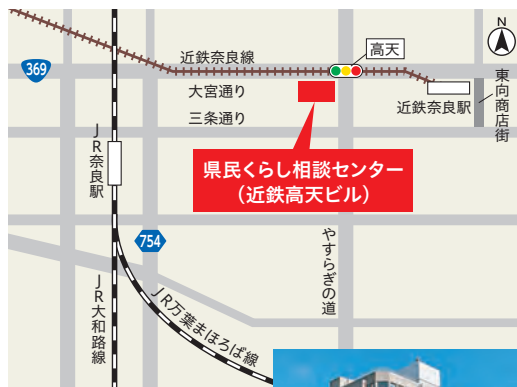 N
高天
369
近鉄奈良線
大宮通り
三条通り
近鉄奈良駅
東向商店街
JR奈良駅
県民くらし相談センター
（近鉄高天ビル）
754
やすらぎの道
JR大和路線
JR万葉まほろば線